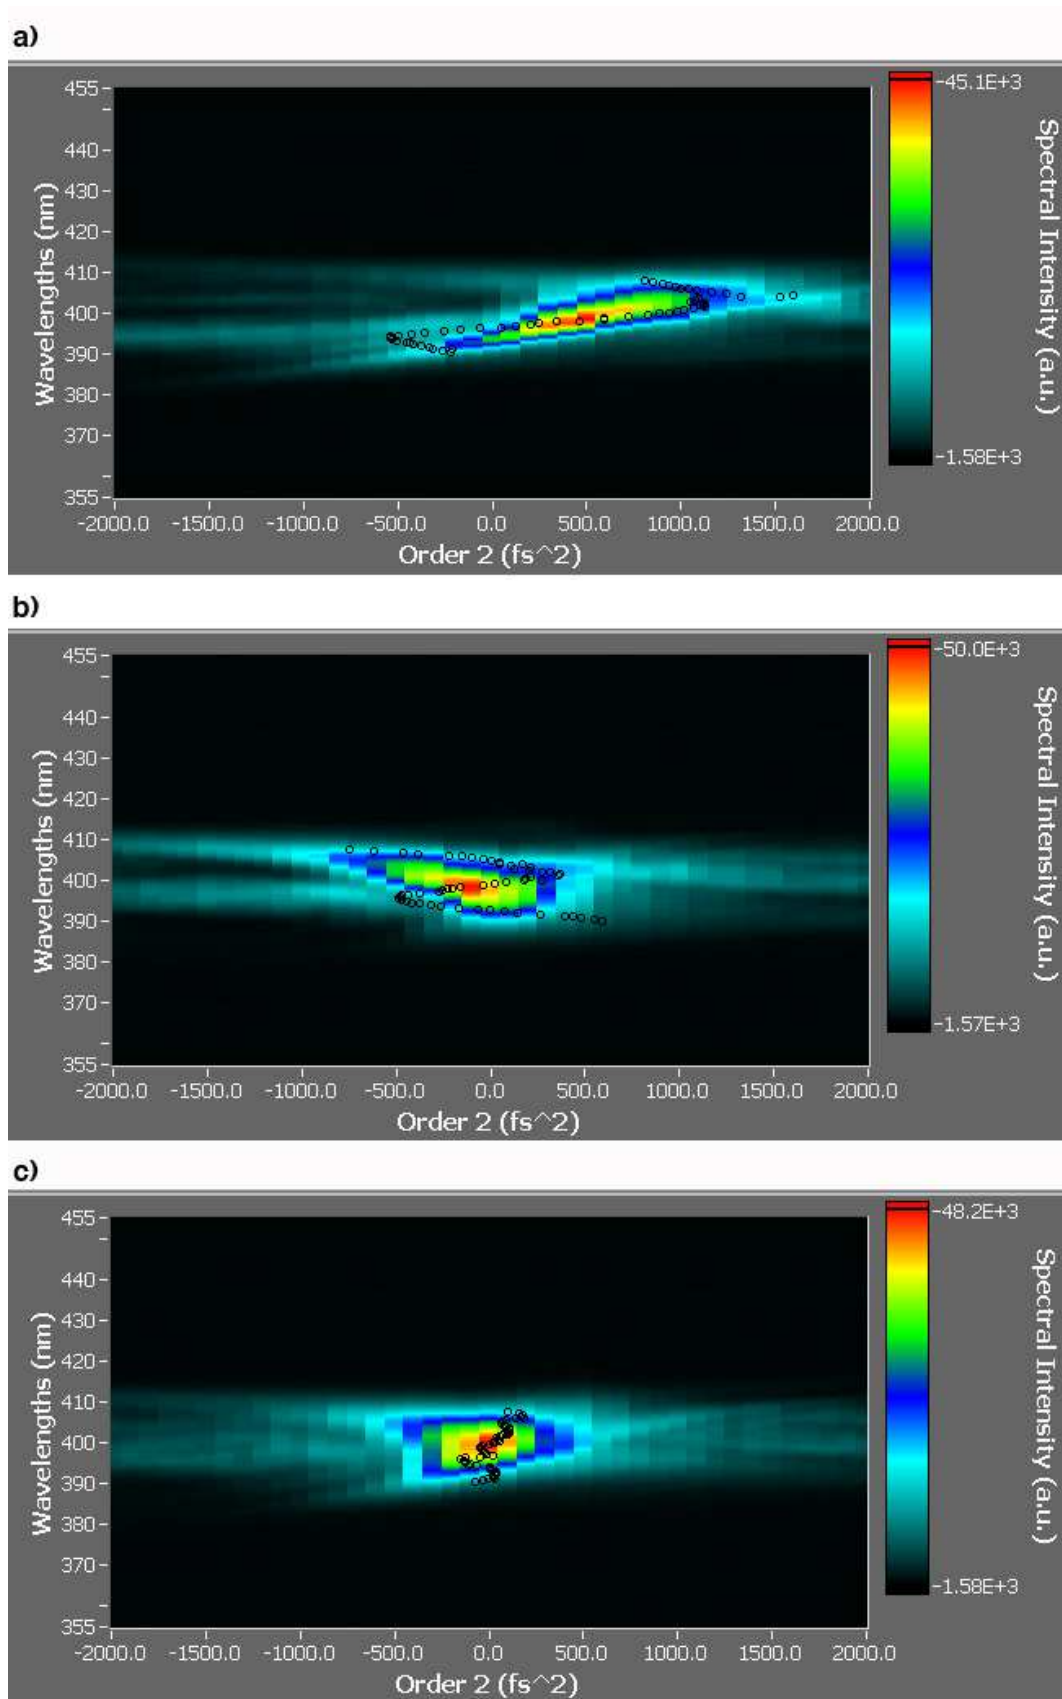 a)
455
440
430
420
410
400
390
380
370
355
Wavelengths (nm)
-2000.0 -1500.0 -1000.0 -500.0 0.0 500.0 1000.0 1500.0 2000.0
Order 2 (fs^2)
-45.1E+3
-1.58E+3
Spectral Intensity (a.u.)
b)
455
440
430
420
410
400
390
380
370
355
Wavelengths (nm)
-2000.0 -1500.0 -1000.0 -500.0 0.0 500.0 1000.0 1500.0 2000.0
Order 2 (fs^2)
-50.0E+3
-1.57E+3
Spectral Intensity (a.u.)
c)
455
440
430
420
410
400
390
380
370
355
Wavelengths (nm)
-2000.0 -1500.0 -1000.0 -500.0 0.0 500.0 1000.0 1500.0 2000.0
Order 2 (fs^2)
-48.2E+3
-1.58E+3
Spectral Intensity (a.u.)